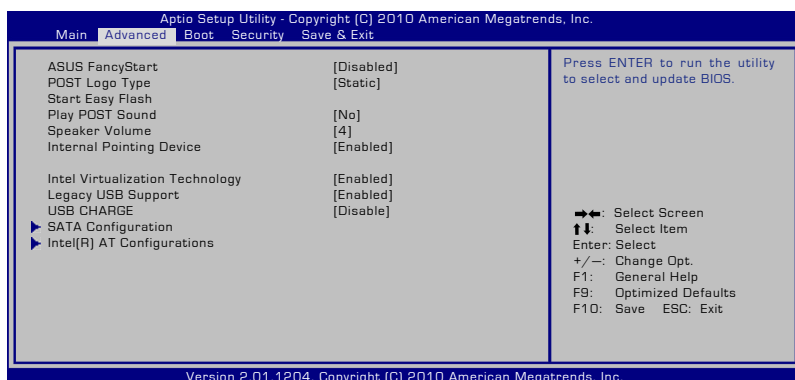 Aptio Setup Utility - Copyright (C) 2010 American Megatrends, Inc.
Main Advanced Boot Security Save & Exit
ASUS FancyStart [Disabled]
POST Logo Type [Static]
Start Easy Flash
Play POST Sound [No]
Speaker Volume [4]
Internal Pointing Device [Enabled]
Intel Virtualization Technology [Enabled]
Legacy USB Support [Enabled]
USB CHARGE [Disable]
SATA Configuration
Intel(R) AT Configurations
Press ENTER to run the utility
to select and update BIOS.
→←: Select Screen
↑↓: Select Item
Enter: Select
+/—: Change Opt.
F1: General Help
F9: Optimized Defaults
F10: Save ESC: Exit
Version 2.01.1204. Copyright (C) 2010 American Megatrends, Inc.